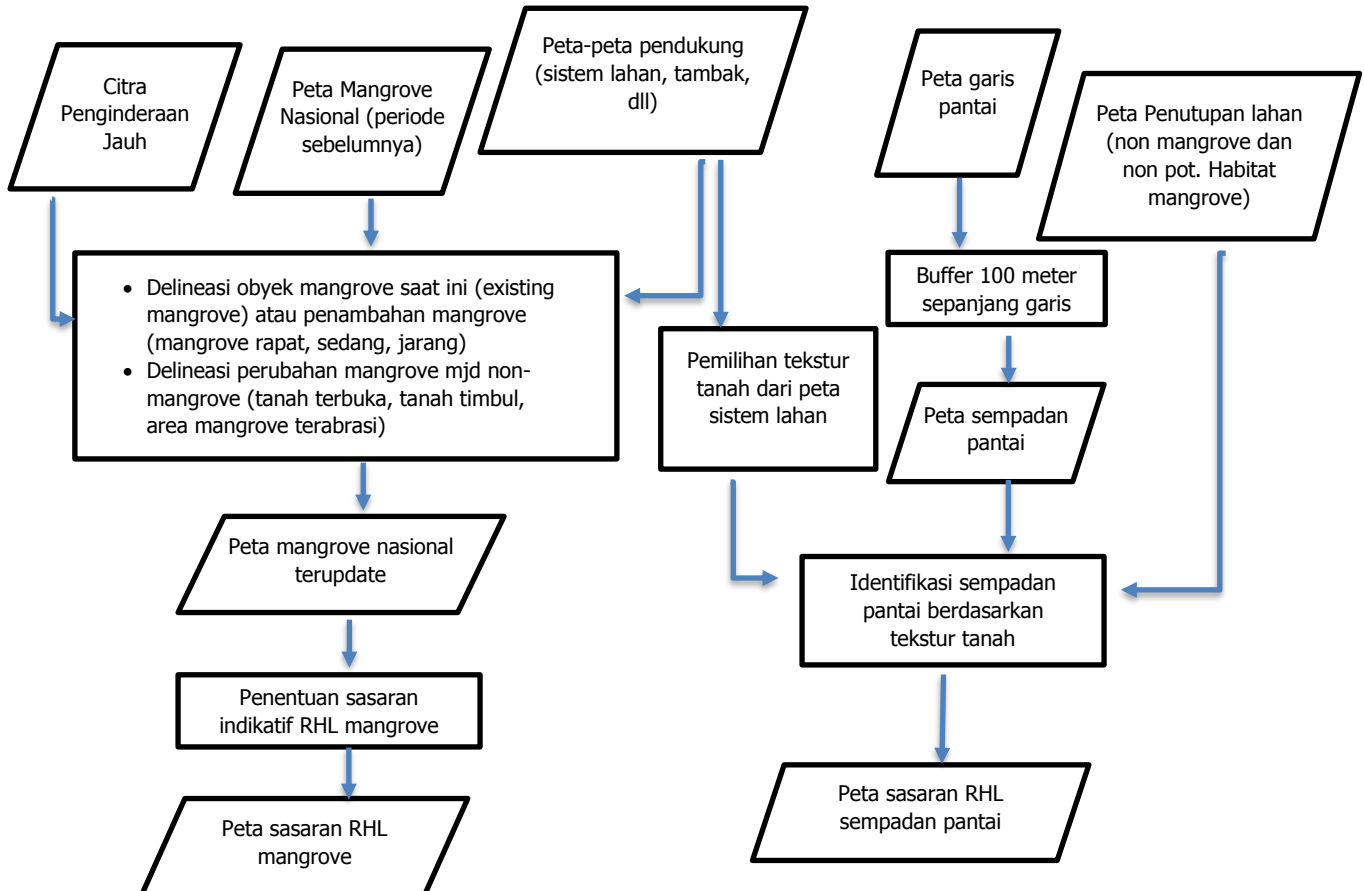 Citra
Penginderaan
Jauh
Peta Mangrove
Nasional (periode
sebelumnya)
Peta-peta pendukung
(sistem lahan, tambak,
dll)
Peta garis
pantai
Peta Penutupan lahan
(non mangrove dan
non pot. Habitat
mangrove)
• Delineasi obyek mangrove saat ini (existing
mangrove) atau penambahan mangrove
(mangrove rapat, sedang, jarang)
• Delineasi perubahan mangrove mjd non-
mangrove (tanah terbuka, tanah timbul,
area mangrove terabrasi)
Buffer 100 meter
sepanjang garis
Pemilihan tekstur
tanah dari peta
sistem lahan
Peta sempadan
pantai
Peta mangrove nasional
terupdate
Identifikasi sempadan
pantai berdasarkan
tekstur tanah
Penentuan sasaran
indikatif RHL mangrove
Peta sasaran RHL
sempadan pantai
Peta sasaran RHL
mangrove